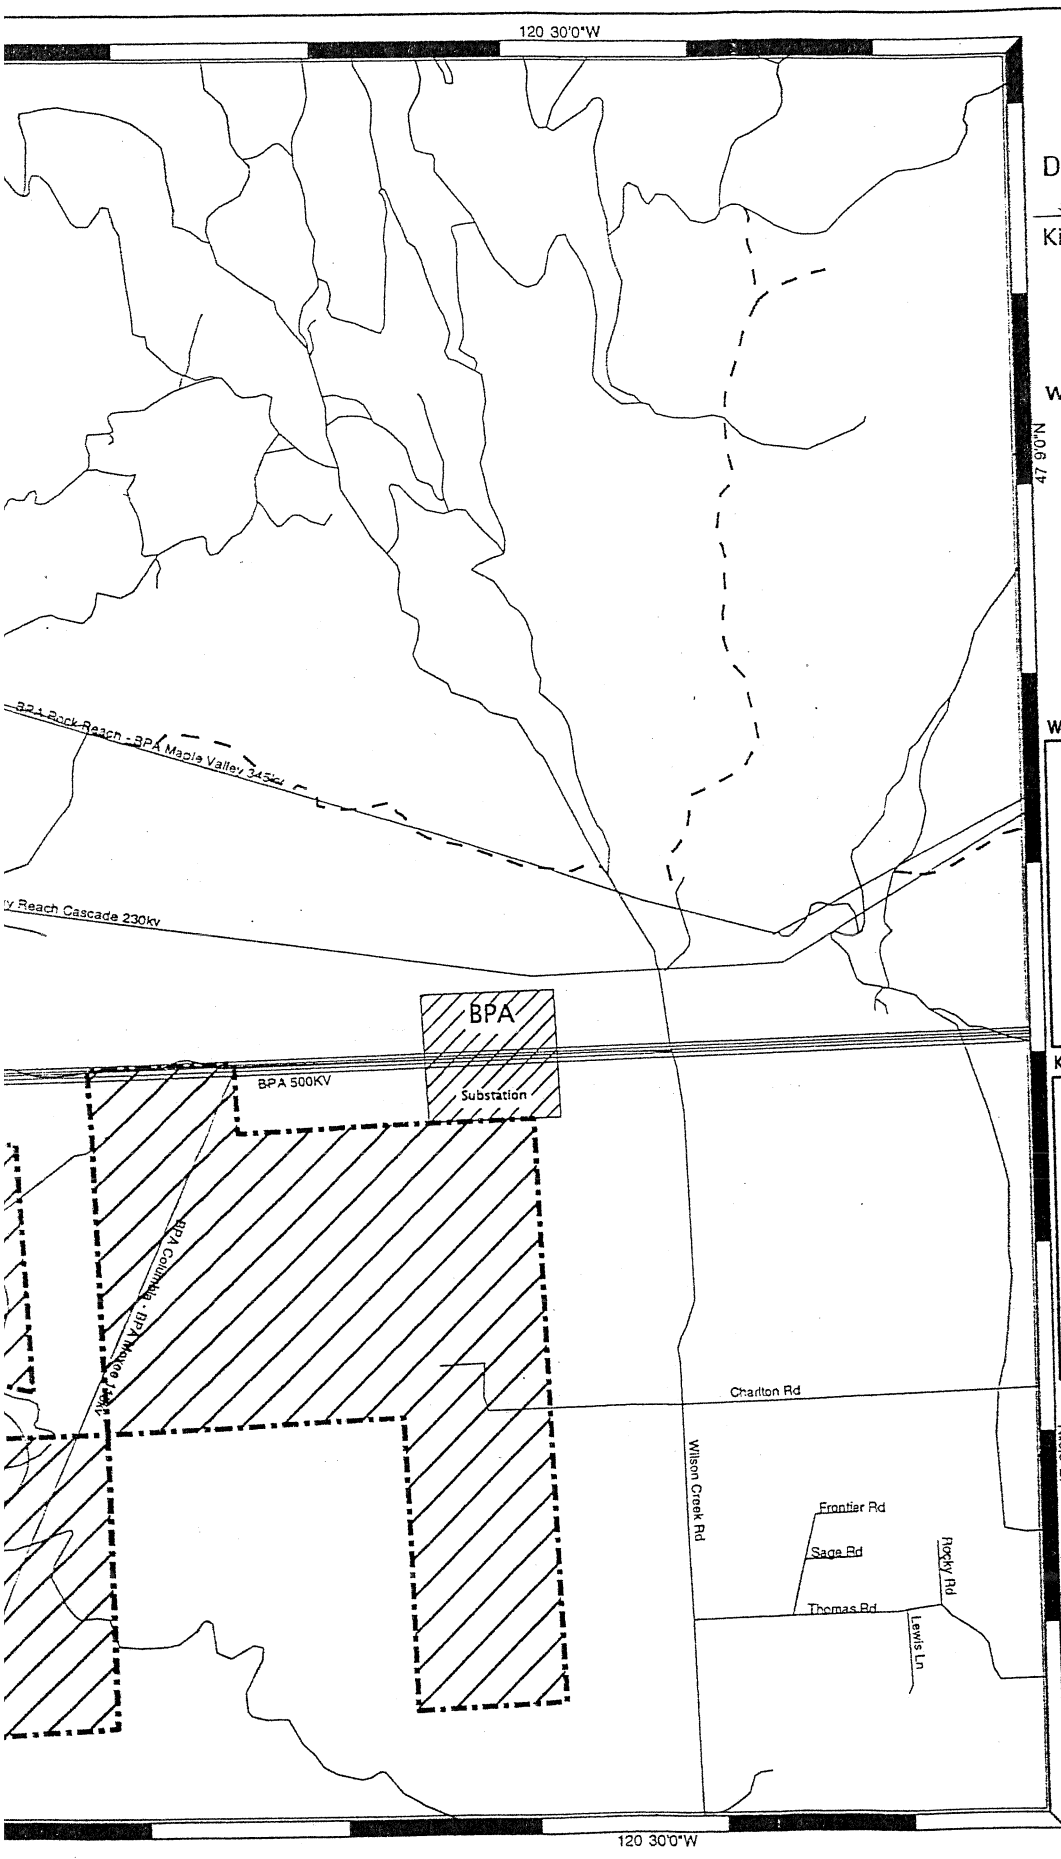 120 30'0"W
D
Ki
W
47 9'0"N
W
BPA Rock Reach - BPA Maple Valley 345kv
Reach Cascade 230kv
BPA
BPA 500KV
Substation
K
BPA Columbia - BPA Moxee
Charlton Rd
Wilson Creek Rd
Frontier Rd
Sage Rd
Rocky Rd
Thomas Rd
Lewis Ln
120 30'0"W